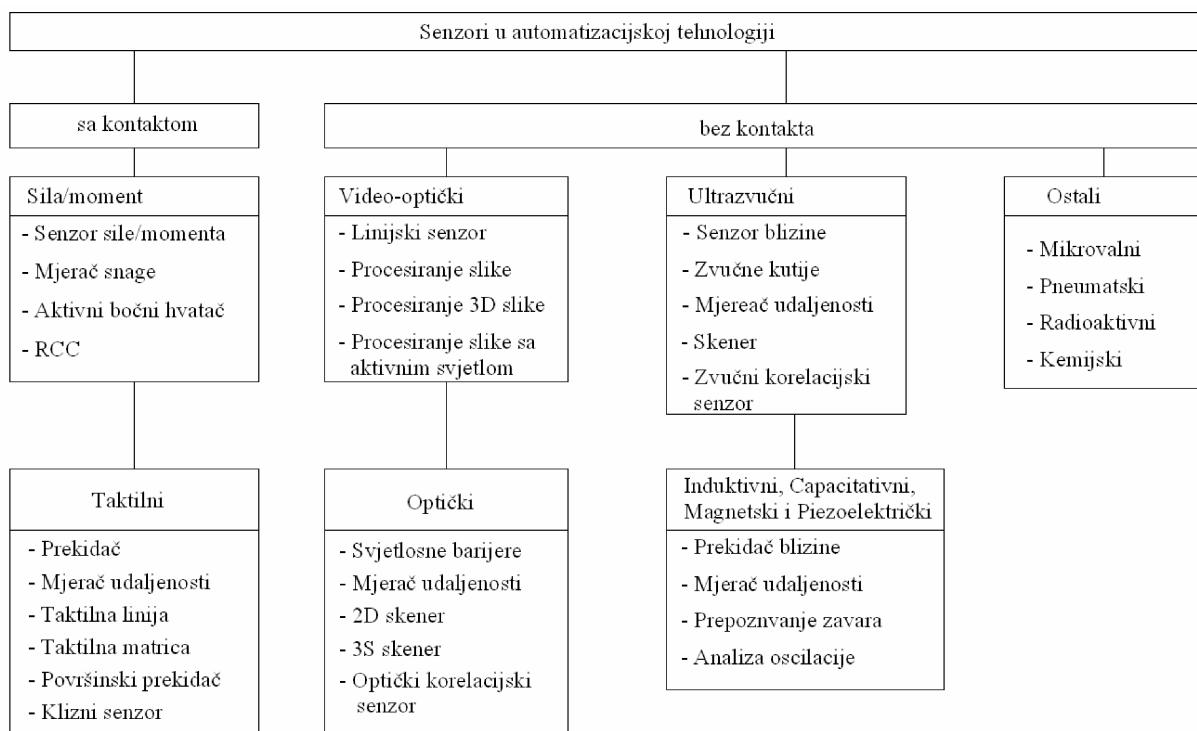 Senzori u automatizacijskoj tehnologiji
sa kontaktom
bez kontakta
Sila/moment
- Senzor sile/momenta
- Mjerač snage
- Aktivni bočni hvatač
- RCC
Video-optički
- Linijski senzor
- Procesiranje slike
- Procesiranje 3D slike
- Procesiranje slike sa
aktivnim svjetlom
Ultrazvučni
- Senzor blizine
- Zvučne kutije
- Mjereač udaljenosti
- Skener
- Zvučni korelacijski
senzor
Ostali
- Mikrovalni
- Pneumatski
- Radioaktivni
- Kemijski
Taktilni
- Prekidač
- Mjerač udaljenosti
- Taktilna linija
- Taktilna matrica
- Površinski prekidač
- Klizni senzor
Optički
- Svjetlosne barijere
- Mjerač udaljenosti
- 2D skener
- 3S skener
- Optički korelacijski
senzor
Induktivni, Capacitativni,
Magnetski i Piezoelektrički
- Prekidač blizine
- Mjerač udaljenosti
- Prepoznvanje zavara
- Analiza oscilacije